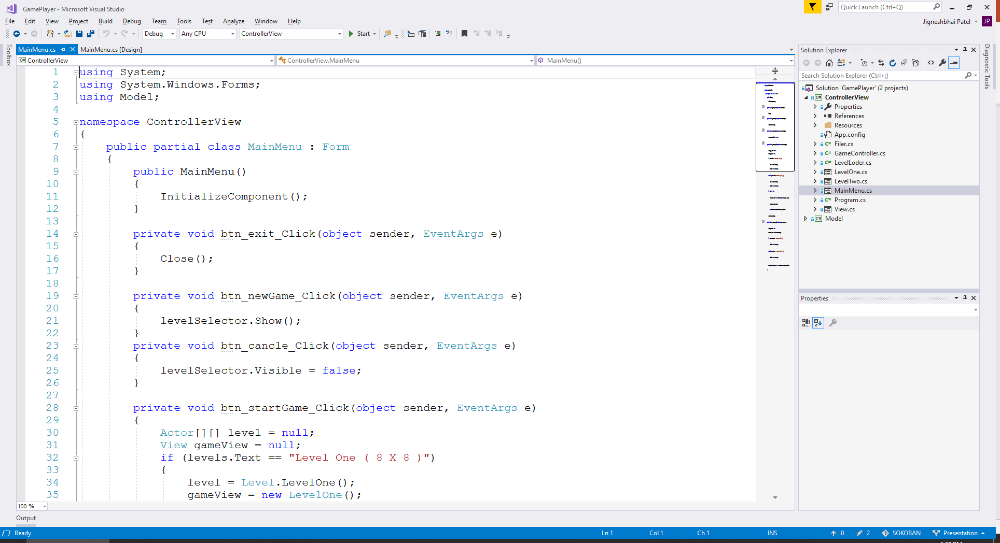 GamePlayer - Microsoft Visual Studio
Quick Launch (Ctrl+Q)
File Edit View Project Build Debug Team Tools Test Analyze Window Help
Jigneshbhai Patel JP
Debug Any CPU ControllerView Start
Toolbox
MainMenu.cs MainMenu.cs [Design]
C# ControllerView ControllerView.MainMenu MainMenu()
1 using System;
2 using System.Windows.Forms;
3 using Model;
4
5 namespace ControllerView
6 {
7 public partial class MainMenu : Form
8 {
9 public MainMenu()
10 {
11 InitializeComponent();
12 }
13
14 private void btn_exit_Click(object sender, EventArgs e)
15 {
16 Close();
17 }
18
19 private void btn_newGame_Click(object sender, EventArgs e)
20 {
21 levelSelector.Show();
22 }
23 private void btn_cancle_Click(object sender, EventArgs e)
24 {
25 levelSelector.Visible = false;
26 }
27
28 private void btn_startGame_Click(object sender, EventArgs e)
29 {
30 Actor[][] level = null;
31 View gameView = null;
32 if (levels.Text == "Level One ( 8 X 8 )")
33 {
34 level = Level.LevelOne();
35 gameView = new LevelOne();
100 %
Output
Solution Explorer
Search Solution Explorer (Ctrl+;)
Solution 'GamePlayer' (2 projects)
C# ControllerView
Properties
References
Resources
App.config
C# Filer.cs
C# GameController.cs
C# LevelLoder.cs
LevelOne.cs
LevelTwo.cs
MainMenu.cs
C# Program.cs
View.cs
C# Model
Properties
Diagnostic Tools
Ready Ln 1 Col 1 Ch 1 INS 0 2 SOKOBAN Presentation